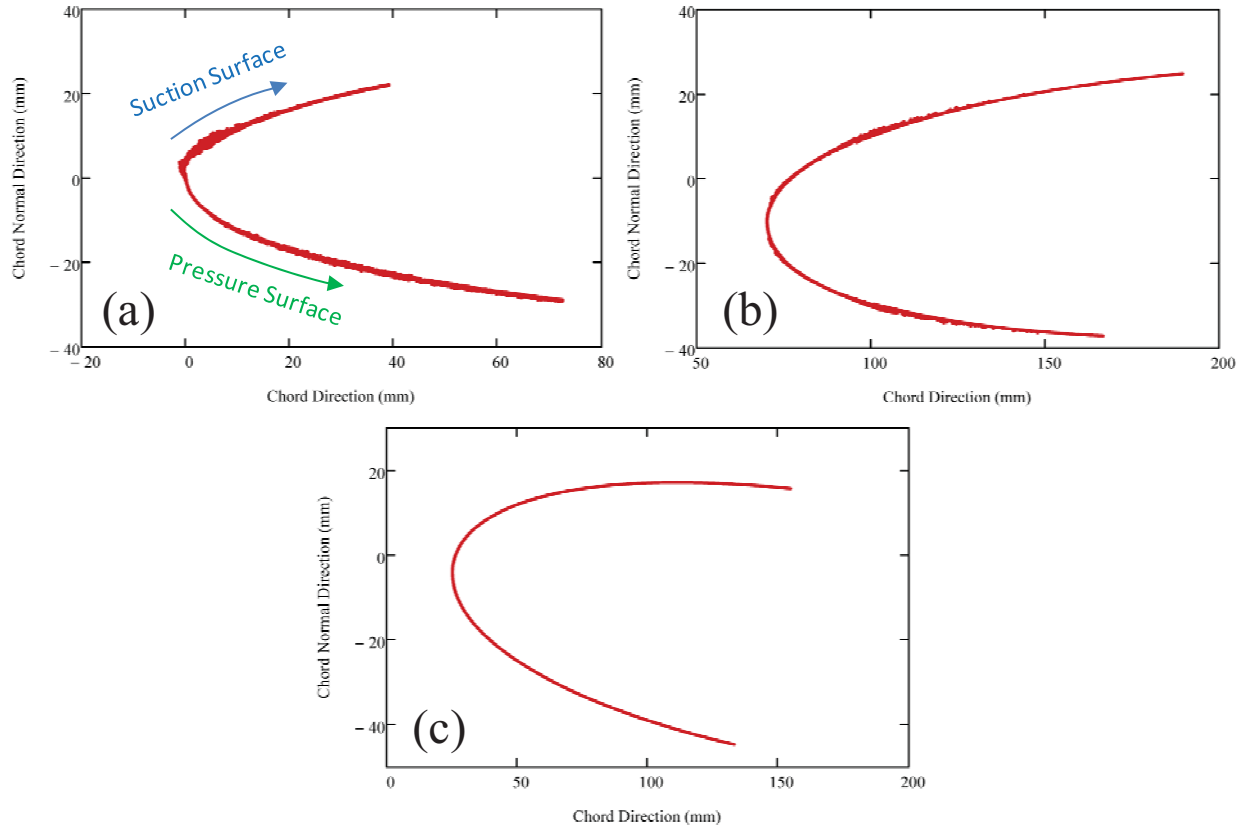 40
20
0
− 20
− 40
Chord Normal Direction (mm)
Suction Surface
Pressure Surface
(a)
− 20
0
20
40
60
80
Chord Direction (mm)
40
20
0
− 20
− 40
Chord Normal Direction (mm)
(b)
50
100
150
200
Chord Direction (mm)
20
0
− 20
− 40
Chord Normal Direction (mm)
(c)
0
50
100
150
200
Chord Direction (mm)